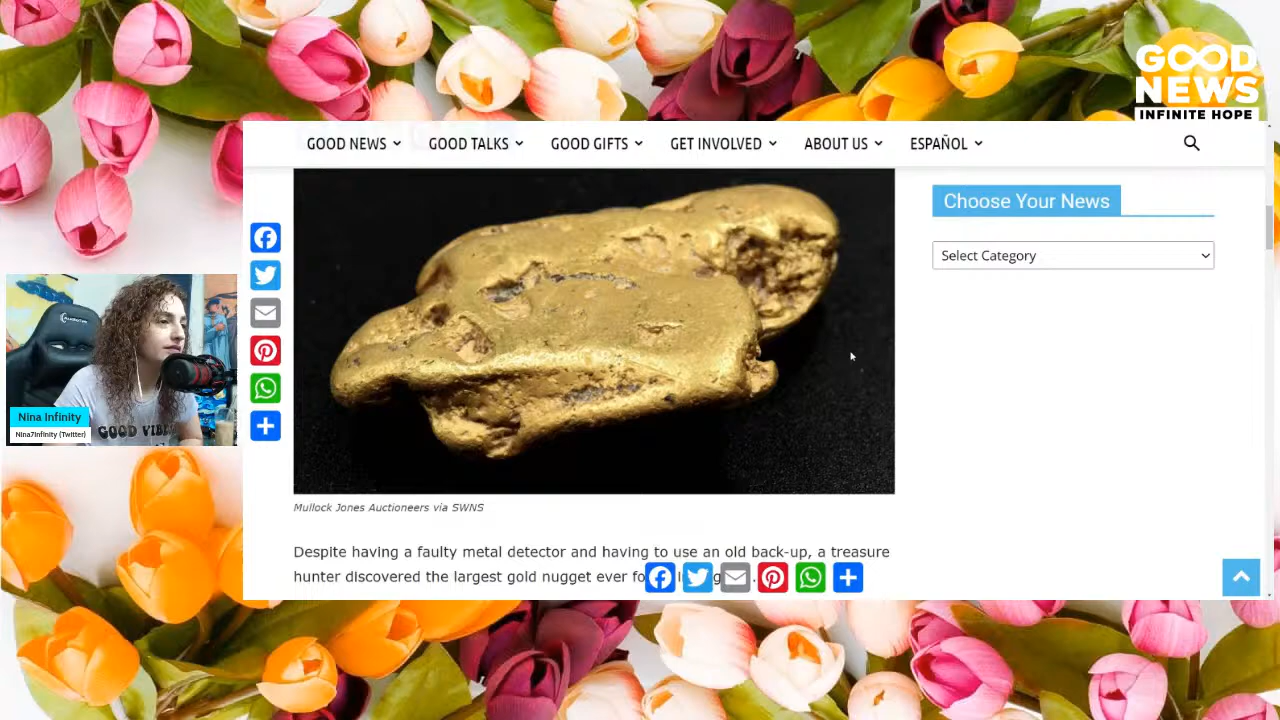 GOOD
NEWS
INFINITE HOPE
GOOD NEWS
GOOD TALKS
GOOD GIFTS
GET INVOLVED
ABOUT US
ESPAÑOL
Choose Your News
Select Category
Nina Infinity
Nina7Infinity (Twitter)
GOOD VIBE
Mullock Jones Auctioneers via SWNS
Despite having a faulty metal detector and having to use an old back-up, a treasure
hunter discovered the largest gold nugget ever